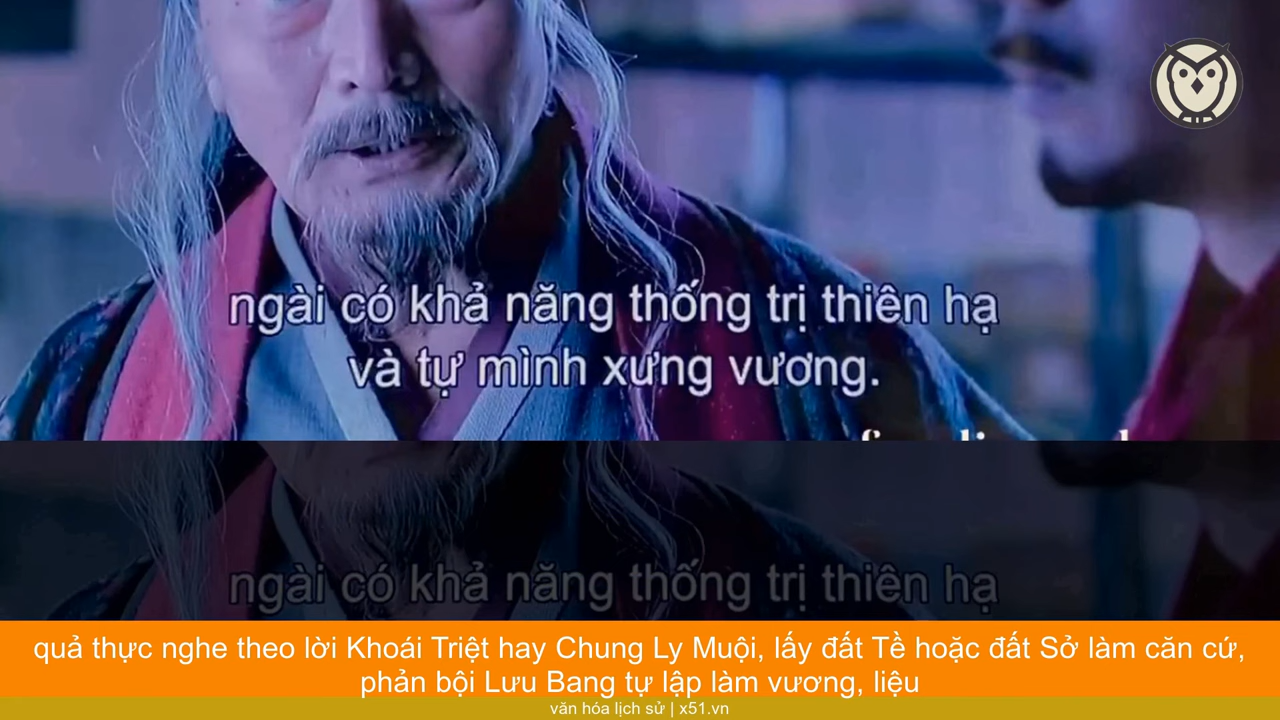 ngài có khả năng thống trị thiên hạ
và tự mình xưng vương.
ngài có khả năng thống trị thiên hạ
quả thực nghe theo lời Khoái Triệt hay Chung Ly Muội, lấy đất Tề hoặc đất Sở làm căn cứ,
phản bội Lưu Bang tự lập làm vương, liệu
văn hóa lịch sử | x51.vn